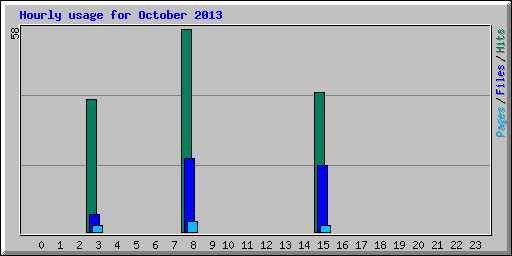 Hourly usage for October 2013
58
Pages/Files/Hits
0 1 2 3 4 5 6 7 8 9 10 11 12 13 14 15 16 17 18 19 20 21 22 23